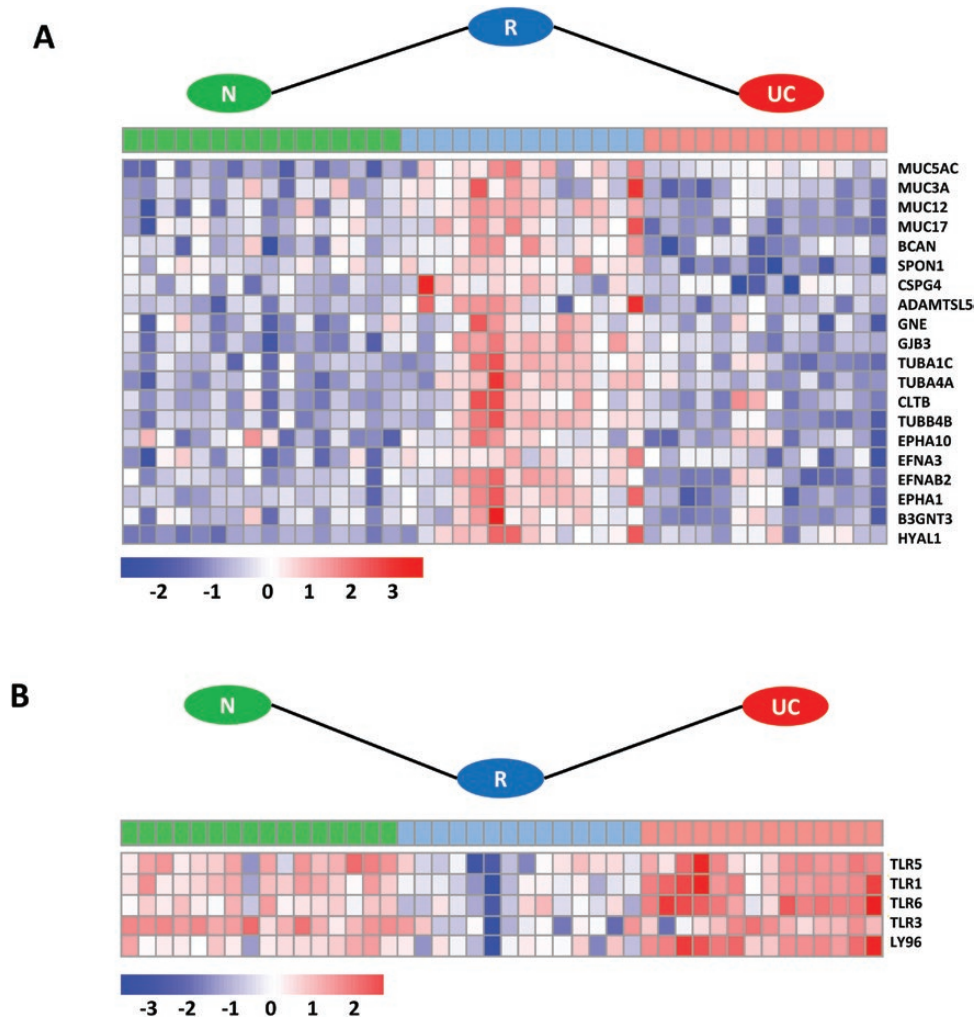 A
R
N
UC
MUC5AC
MUC3A
MUC12
MUC17
BCAN
SPON1
CSPG4
ADAMTSL5
GNE
GJB3
TUBA1C
TUBA4A
CLTB
TUBB4B
EPHA10
EFNA3
EFNAB2
EPHA1
B3GNT3
HYAL1
-2 -1 0 1 2 3
B
N
UC
R
TLR5
TLR1
TLR6
TLR3
LY96
-3 -2 -1 0 1 2